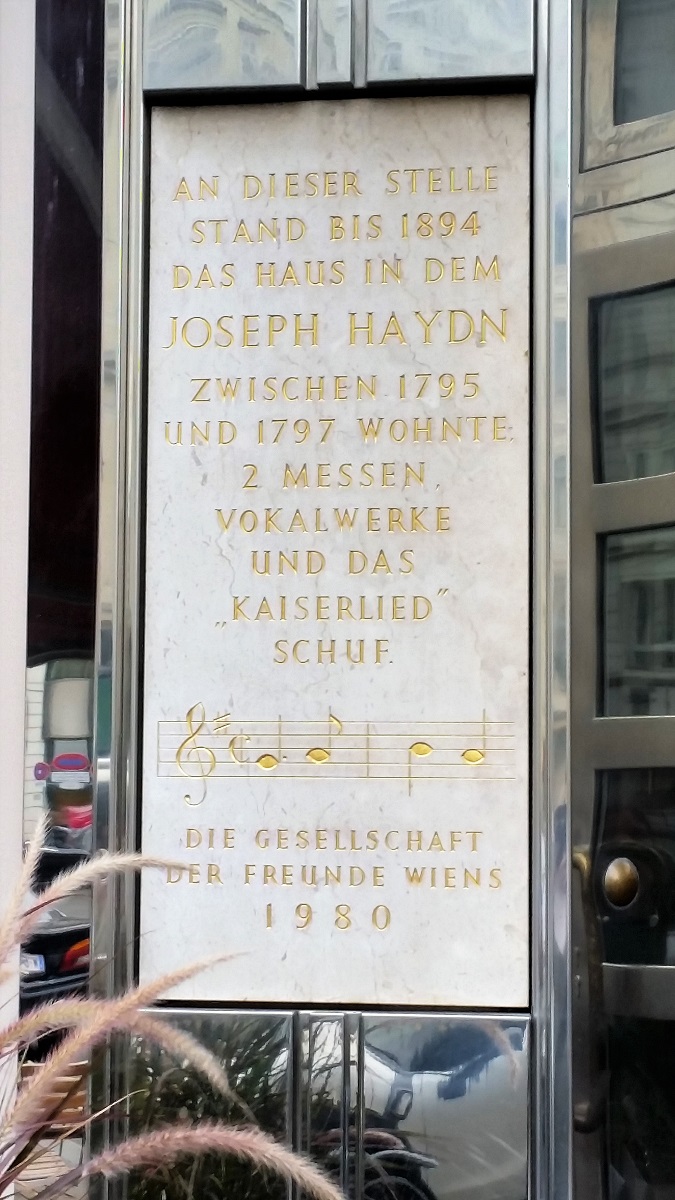 AN DIESER STELLE
STAND BIS 1894
DAS HAUS IN DEM
JOSEPH HAYDN
ZWISCHEN 1795
UND 1797 WOHNTE;
2 MESSEN,
VOKALWERKE
UND DAS
„KAISERLIED“
SCHUF.
DIE GESELLSCHAFT
DER FREUNDE WIENS
1980